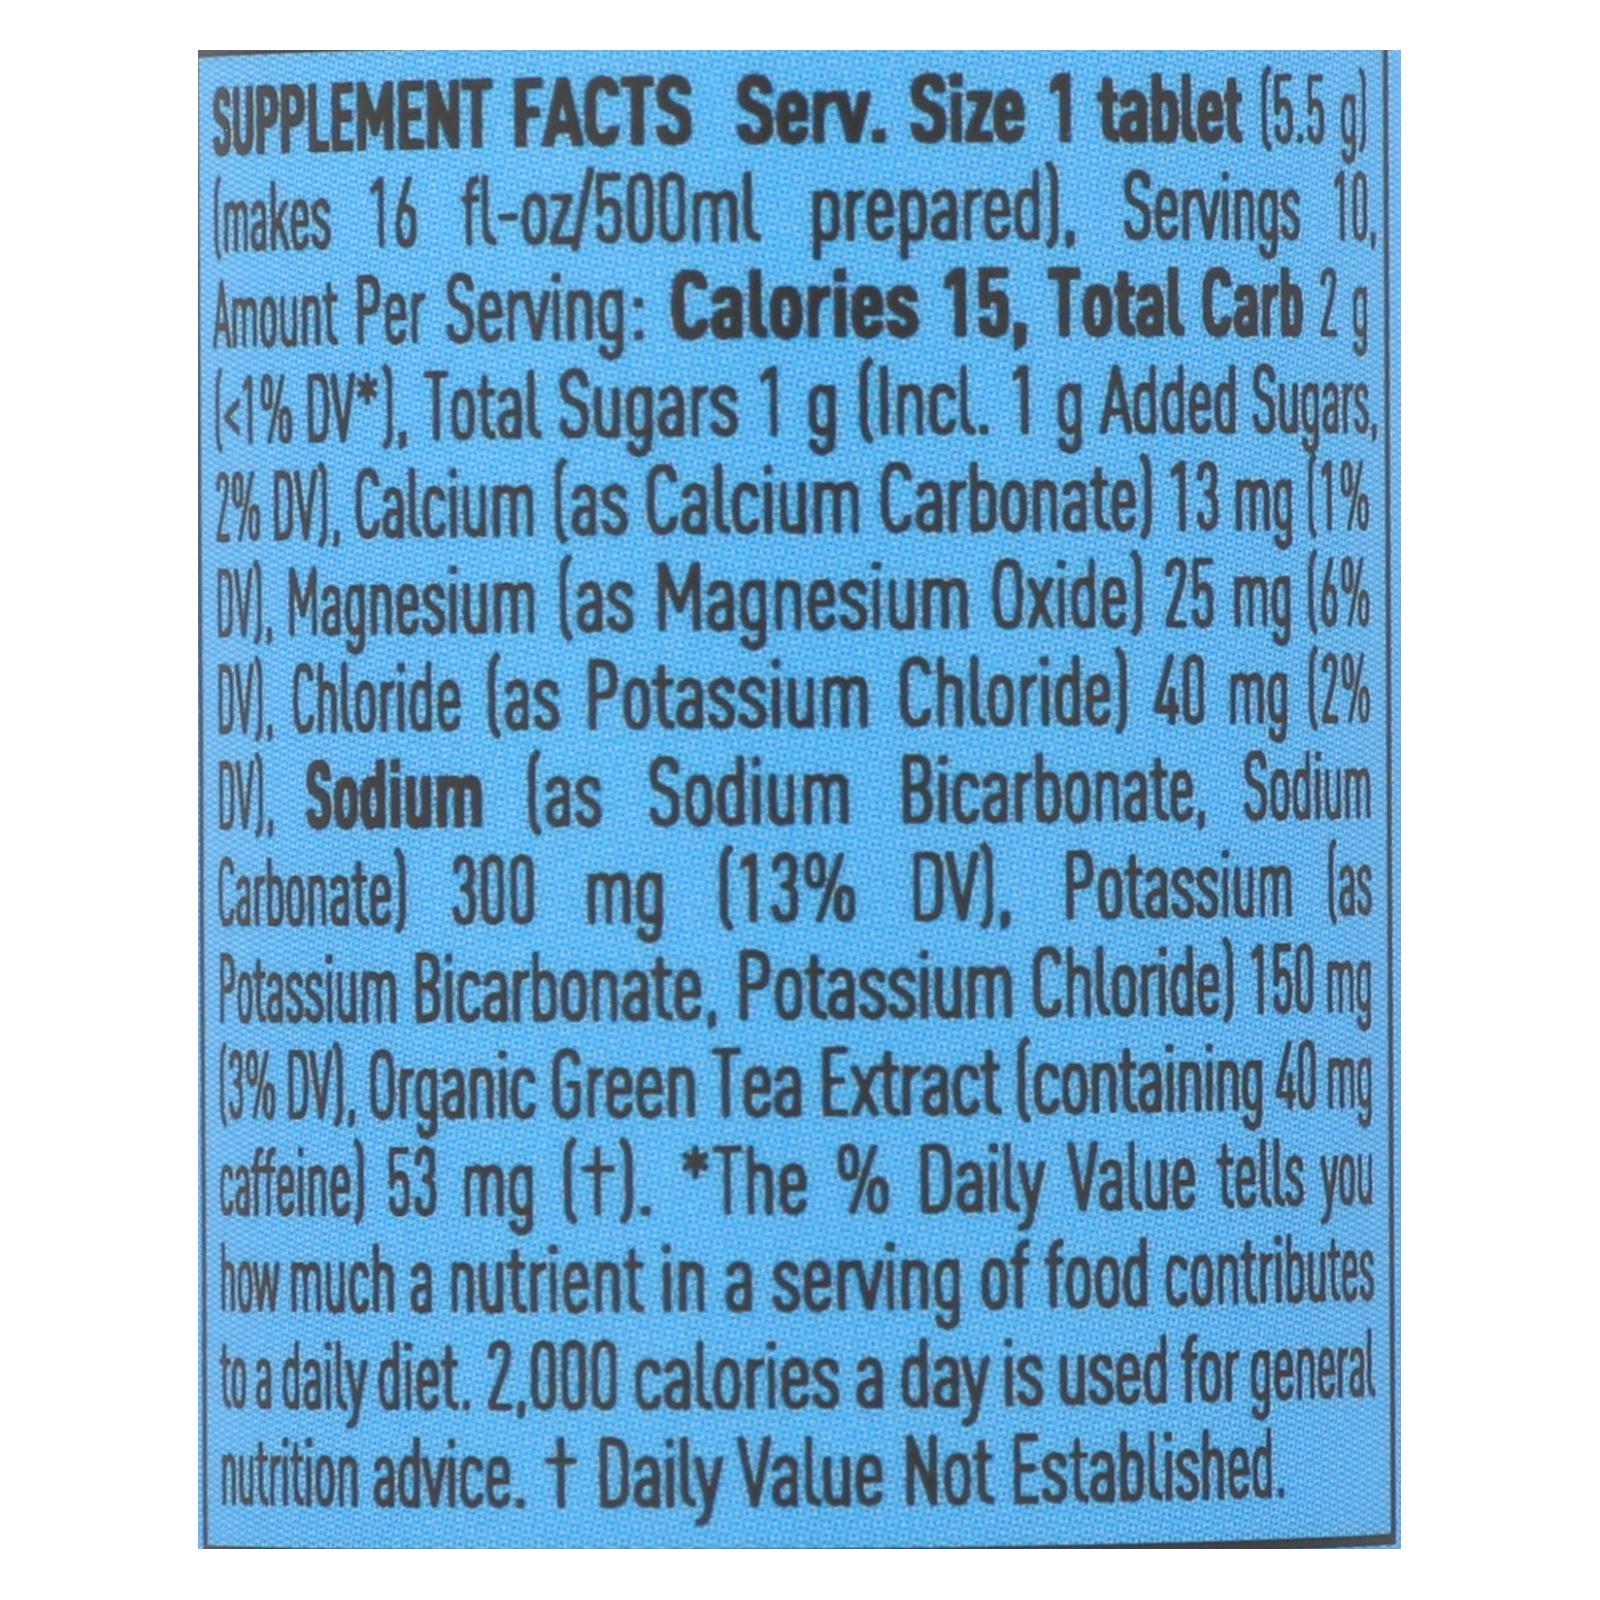 SUPPLEMENT FACTS Serv. Size 1 tablet (5.5 g)
(makes 16 fl-oz/500ml prepared), Servings 10,
Amount Per Serving: Calories 15, Total Carb 2 g
(<1% DV*), Total Sugars 1 g (Incl. 1 g Added Sugars,
2% DV), Calcium (as Calcium Carbonate) 13 mg (1%
DV), Magnesium (as Magnesium Oxide) 25 mg (6%
DV), Chloride (as Potassium Chloride) 40 mg (2%
DV), Sodium (as Sodium Bicarbonate, Sodium
Carbonate) 300 mg (13% DV), Potassium (as
Potassium Bicarbonate, Potassium Chloride) 150 mg
(3% DV), Organic Green Tea Extract (containing 40 mg
caffeine) 53 mg (†). *The % Daily Value tells you
how much a nutrient in a serving of food contributes
to a daily diet. 2,000 calories a day is used for general
nutrition advice. † Daily Value Not Established.